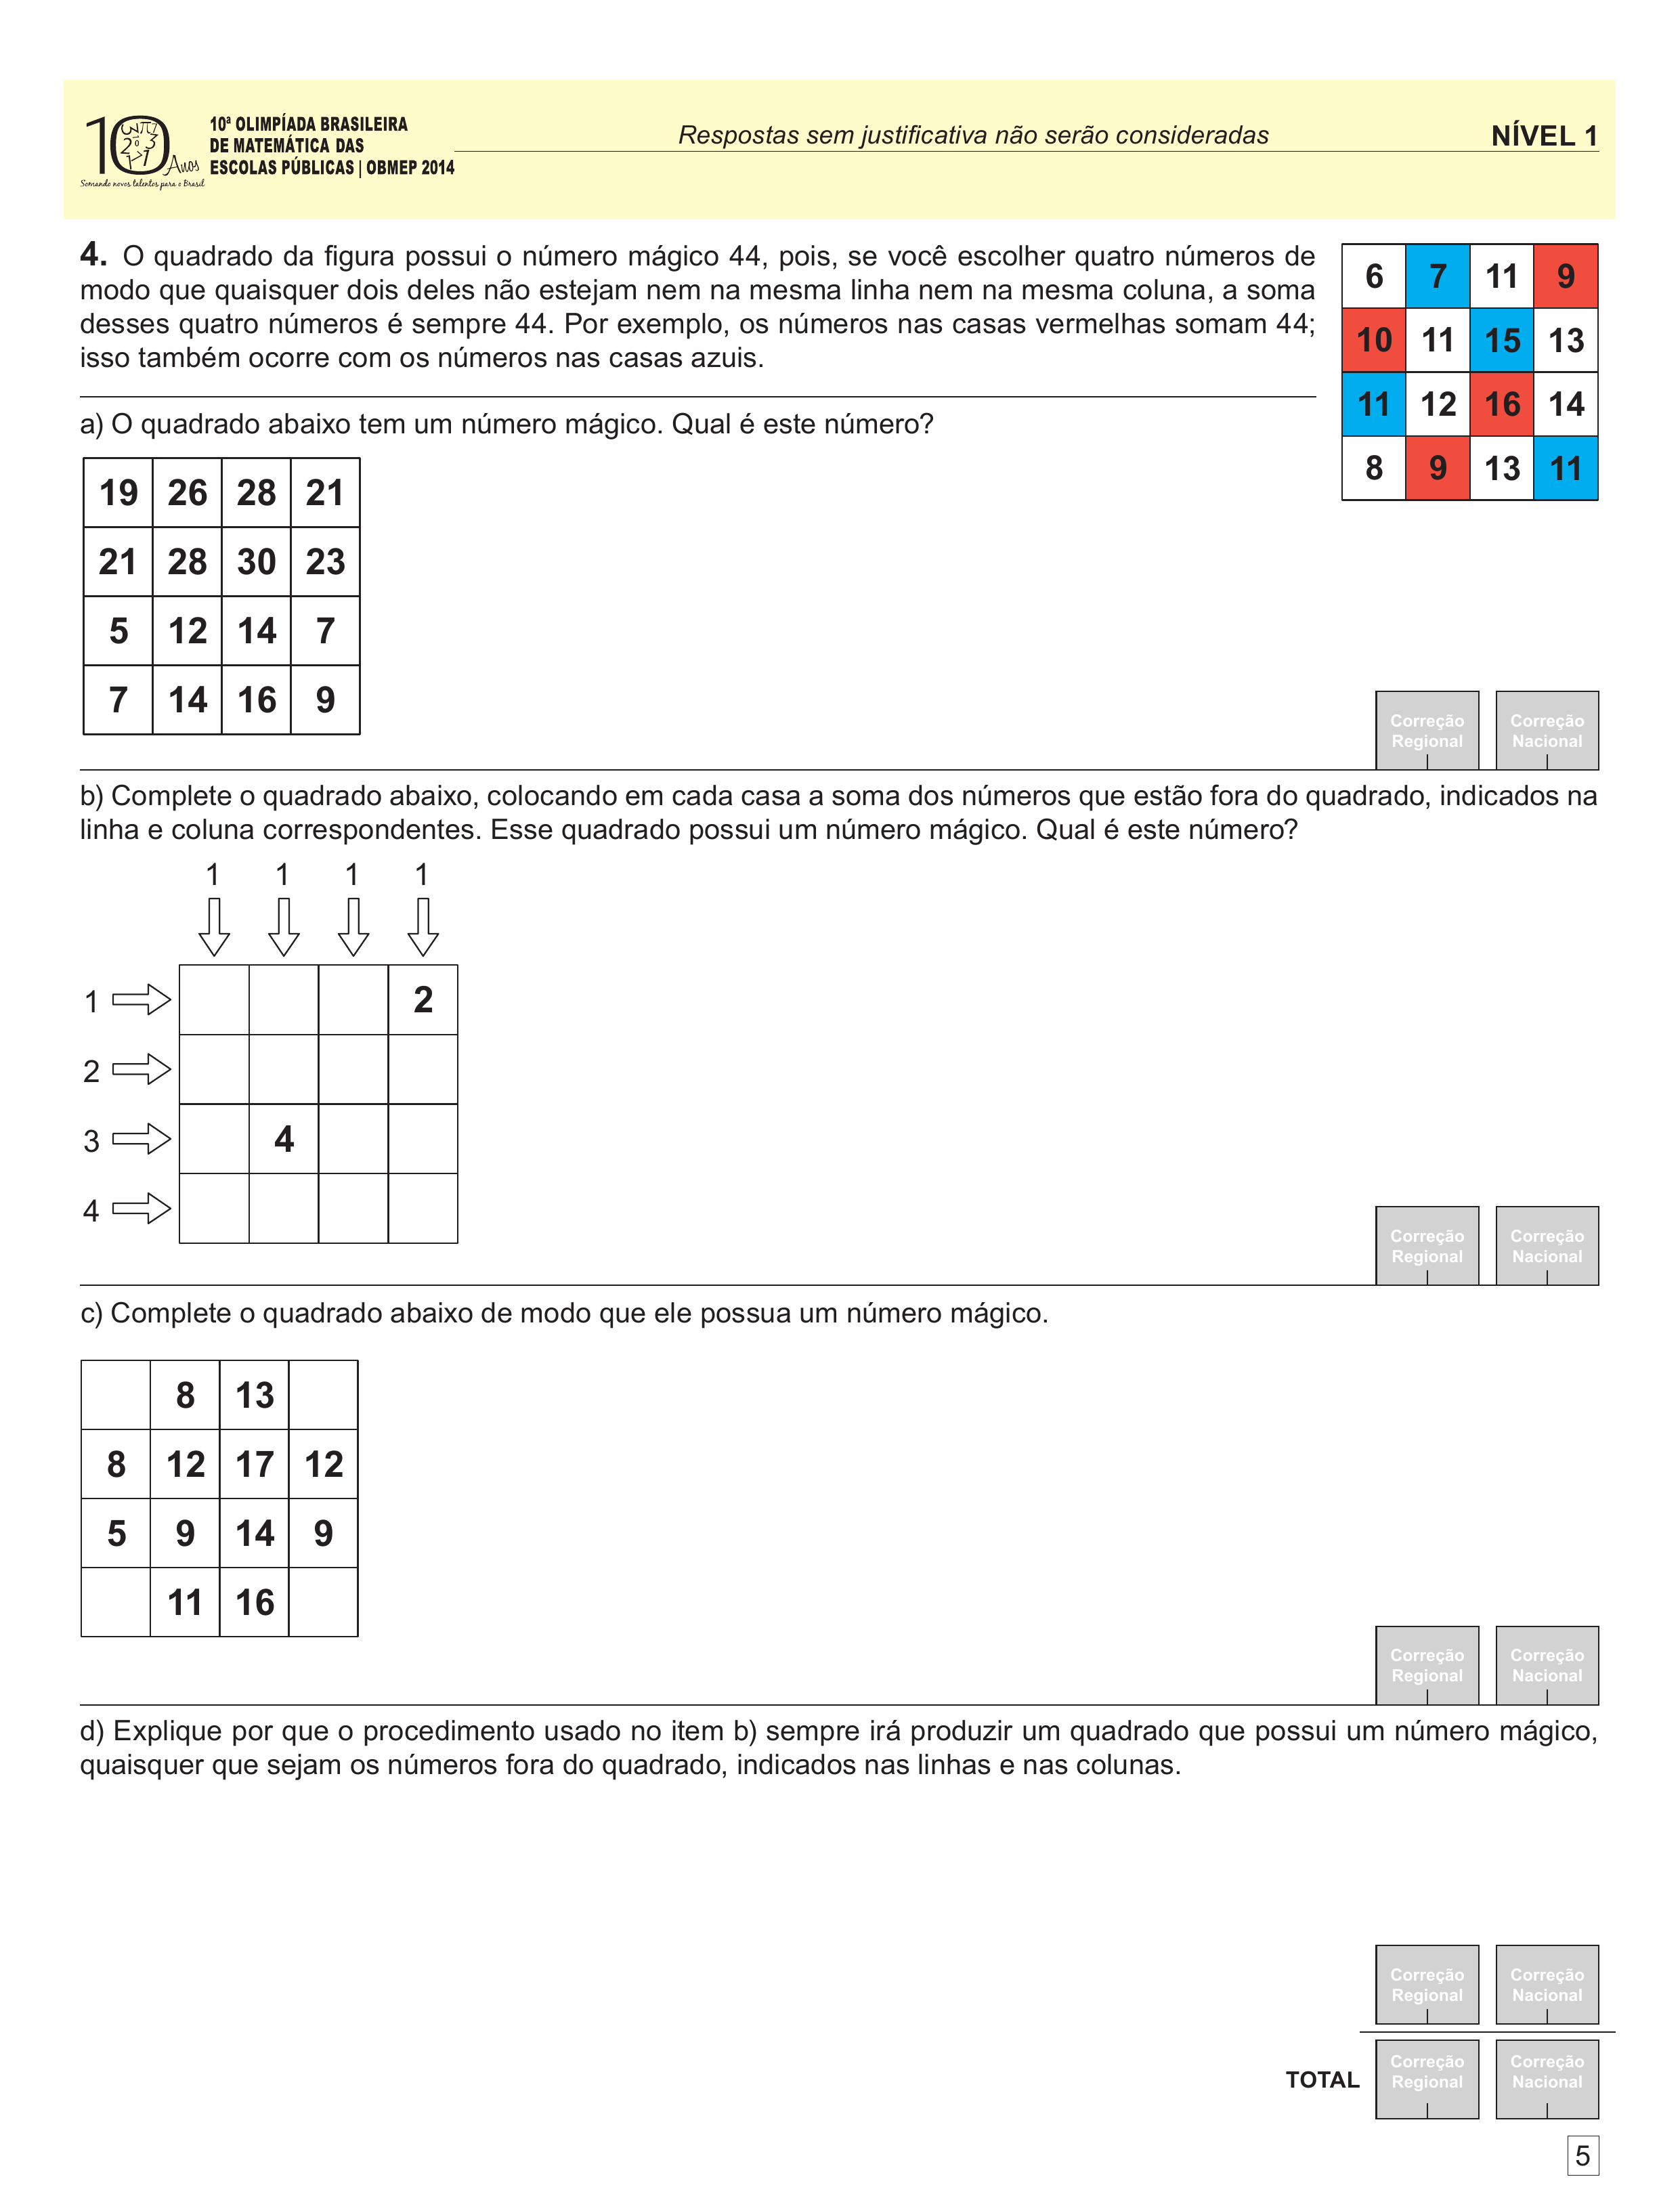 10ª OLIMPÍADA BRASILEIRA
DE MATEMÁTICA DAS
ESCOLAS PÚBLICAS | OBMEP 2014
10 Anos
Somando novos talentos para o Brasil
Respostas sem justificativa não serão consideradas
NÍVEL 1
4. O quadrado da figura possui o número mágico 44, pois, se você escolher quatro números de
modo que quaisquer dois deles não estejam nem na mesma linha nem na mesma coluna, a soma
desses quatro números é sempre 44. Por exemplo, os números nas casas vermelhas somam 44;
isso também ocorre com os números nas casas azuis.
6 7 11 9
10 11 15 13
11 12 16 14
8 9 13 11
a) O quadrado abaixo tem um número mágico. Qual é este número?
19 26 28 21
21 28 30 23
5 12 14 7
7 14 16 9
Correção Correção
Regional Nacional
b) Complete o quadrado abaixo, colocando em cada casa a soma dos números que estão fora do quadrado, indicados na
linha e coluna correspondentes. Esse quadrado possui um número mágico. Qual é este número?
1 1 1 1
1 2
2
3 4
4
Correção Correção
Regional Nacional
c) Complete o quadrado abaixo de modo que ele possua um número mágico.
8 13
8 12 17 12
5 9 14 9
11 16
Correção Correção
Regional Nacional
d) Explique por que o procedimento usado no item b) sempre irá produzir um quadrado que possui um número mágico,
quaisquer que sejam os números fora do quadrado, indicados nas linhas e nas colunas.
Correção Correção
Regional Nacional
TOTAL
Correção Correção
Regional Nacional
5